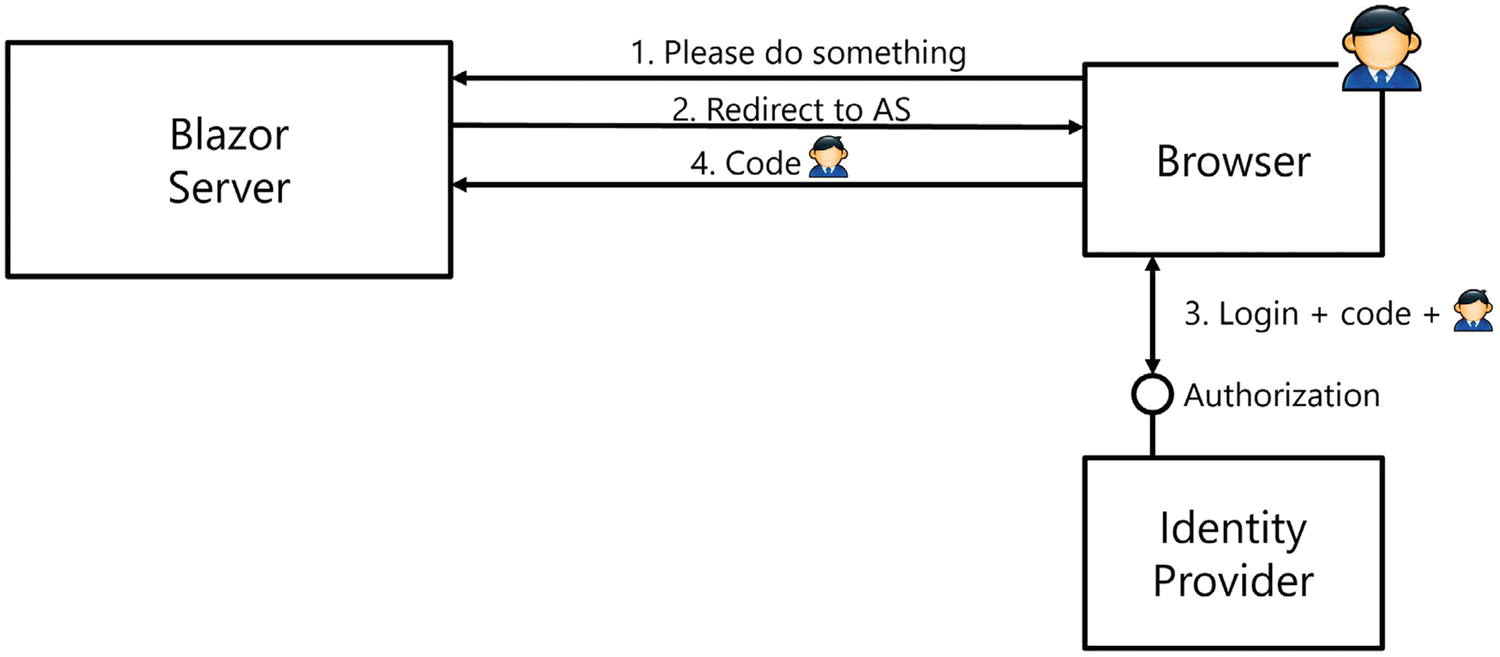 1. Please do something
2. Redirect to AS
4. Code
Blazor
Server
Browser
3. Login + code +
Authorization
Identity
Provider